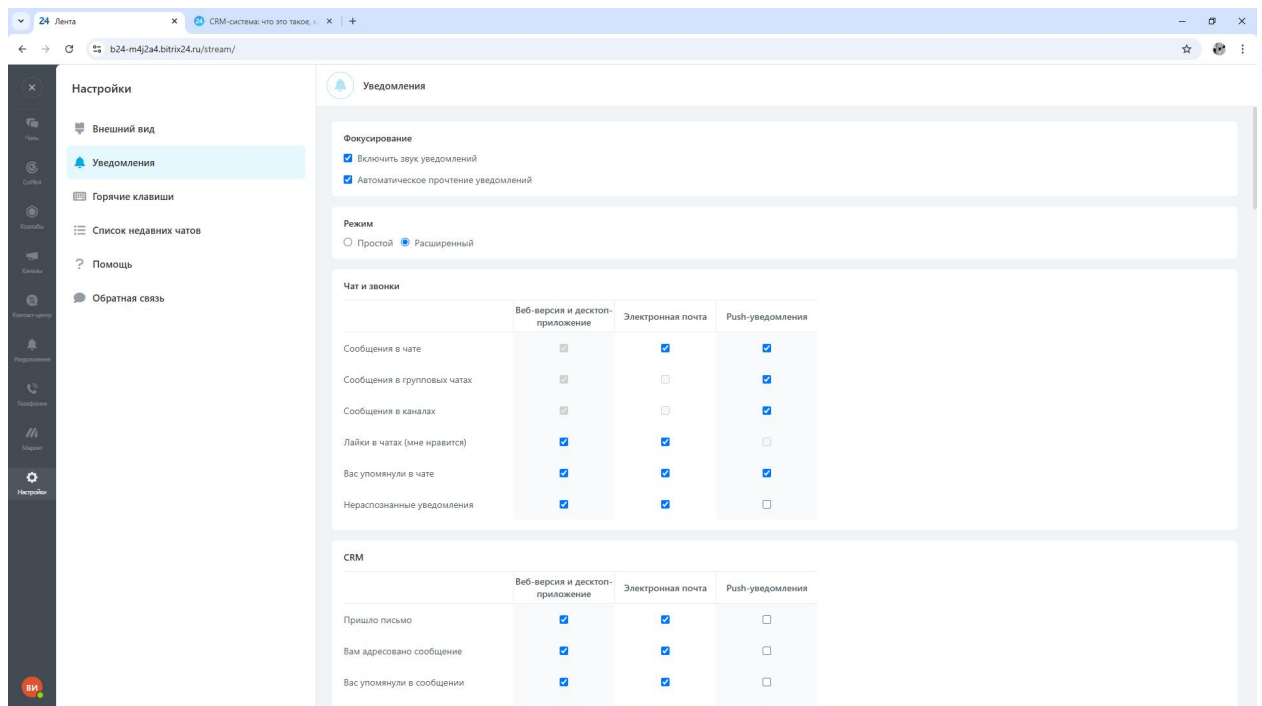 24 Лента
24 CRM-система: что это такое,
b24-m4j2a4.bitrix24.ru/stream/
Настройки
Уведомления
Чаты
CoPilot
Коллабы
Каналы
Контакт-центр
Уведомления
Телефония
Маркет
Настройки
ВИ
Внешний вид
Уведомления
Горячие клавиши
Список недавних чатов
Помощь
Обратная связь
Фокусирование
Включить звук уведомлений
Автоматическое прочтение уведомлений
Режим
Простой Расширенный
Чат и звонки
Веб-версия и десктоп-
приложение
Электронная почта
Push-уведомления
Сообщения в чате
Сообщения в групповых чатах
Сообщения в каналах
Лайки в чатах (мне нравится)
Вас упомянули в чате
Нераспознанные уведомления
CRM
Веб-версия и десктоп-
приложение
Электронная почта
Push-уведомления
Пришло письмо
Вам адресовано сообщение
Вас упомянули в сообщении